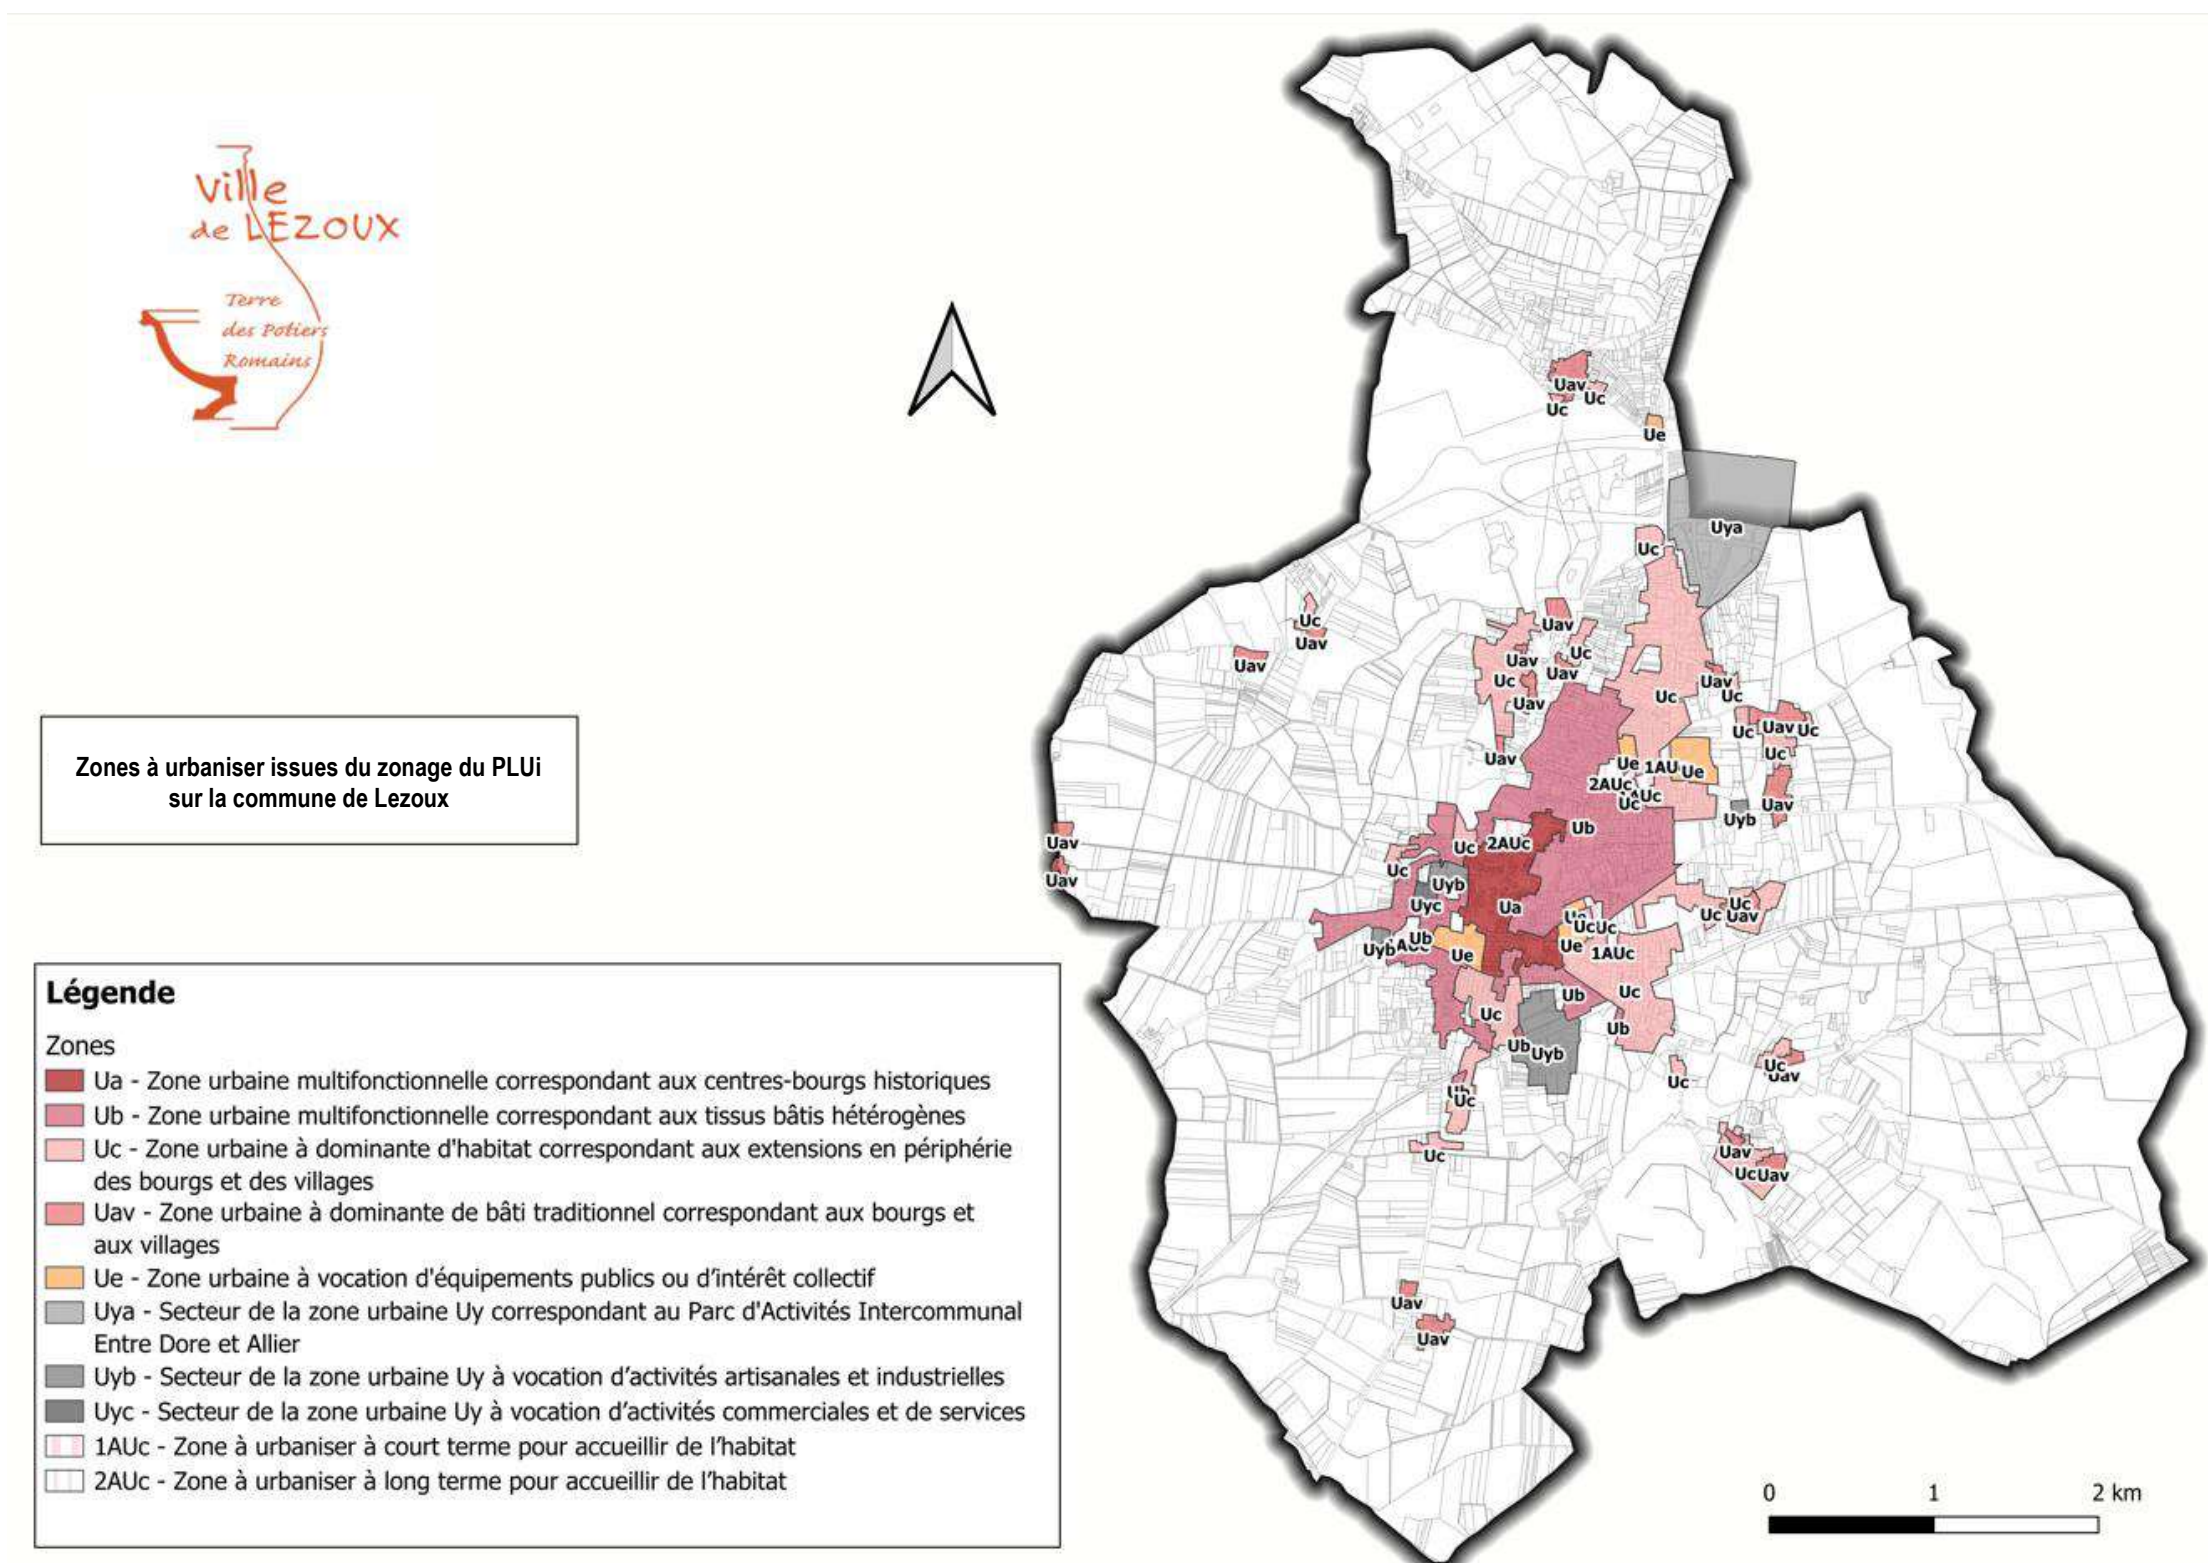 Ville
de LEZOUX
Terre
des Potiers
Romains
Zones à urbaniser issues du zonage du PLUi
sur la commune de Lezoux
Légende
Zones
Ua - Zone urbaine multifonctionnelle correspondant aux centres-bourgs historiques
Ub - Zone urbaine multifonctionnelle correspondant aux tissus bâtis hétérogènes
Uc - Zone urbaine à dominante d'habitat correspondant aux extensions en périphérie
des bourgs et des villages
Uav - Zone urbaine à dominante de bâti traditionnel correspondant aux bourgs et
aux villages
Ue - Zone urbaine à vocation d'équipements publics ou d'intérêt collectif
Uya - Secteur de la zone urbaine Uy correspondant au Parc d'Activités Intercommunal
Entre Dore et Allier
Uyb - Secteur de la zone urbaine Uy à vocation d'activités artisanales et industrielles
Uyc - Secteur de la zone urbaine Uy à vocation d'activités commerciales et de services
1AUc - Zone à urbaniser à court terme pour accueillir de l'habitat
2AUc - Zone à urbaniser à long terme pour accueillir de l'habitat
Uav
Uc
Uc
Ue
Uya
Uc
Uc
Uav
Uav
Uav
Uc
Uav
Uav
Uc
Uav
Uav
Uc
Uav
Uc
Uc Uav Uc
Uc
Uav
Ue 1AU Ue
2AUc
Uc
Uav
Uyb
Ub
Uc 2AUc
Uav
Uav
Uc
Uyb
Uyc
Ua
Uc
Uc Uav
UcUc
Uyb
Ub
Ue
Ue
1AUc
Uc
Ub
Uc
Ub
Ub
Uyb
Uc
Uc
Uav
Uc
Uc
Uav
UcUav
Uav
Uav
0 1 2 km